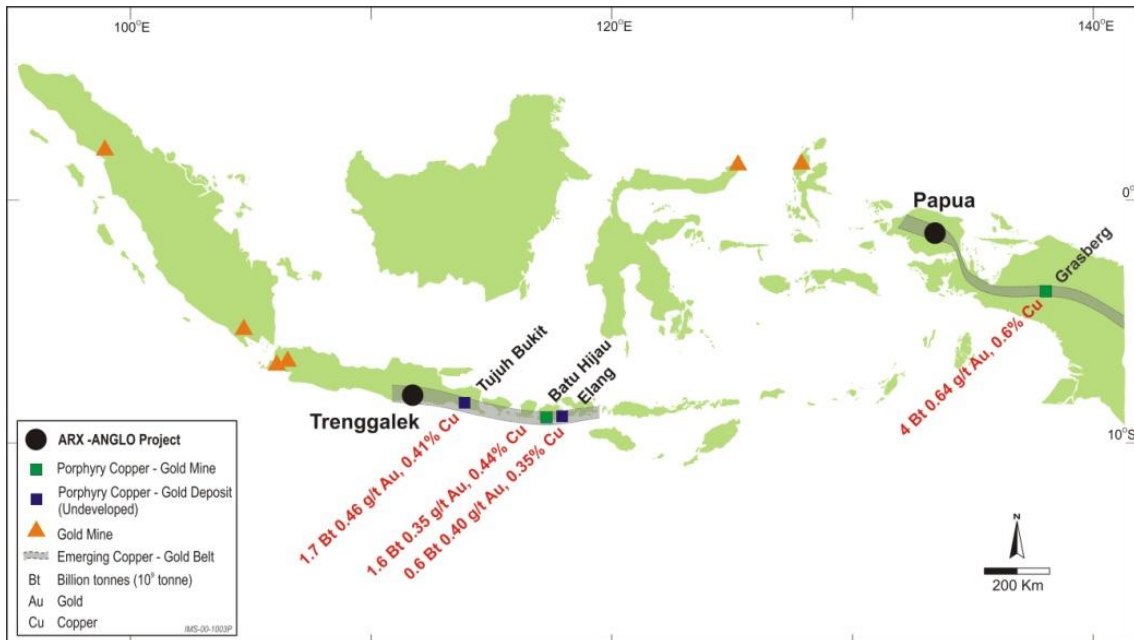 100°E
120°E
140°E
0°
10°S
Papua
Grasberg
4 Bt 0.64 g/t Au, 0.6% Cu
Trenggalek
Tujuh Bukit
Batu Hijau
Elang
1.7 Bt 0.46 g/t Au, 0.41% Cu
1.6 Bt 0.35 g/t Au, 0.44% Cu
0.6 Bt 0.40 g/t Au, 0.35% Cu
ARX -ANGLO Project
Porphyry Copper - Gold Mine
Porphyry Copper - Gold Deposit
(Undeveloped)
Gold Mine
Emerging Copper - Gold Belt
Bt Billion tonnes (10⁹ tonne)
Au Gold
Cu Copper
IMS-00-1003P
N
200 Km